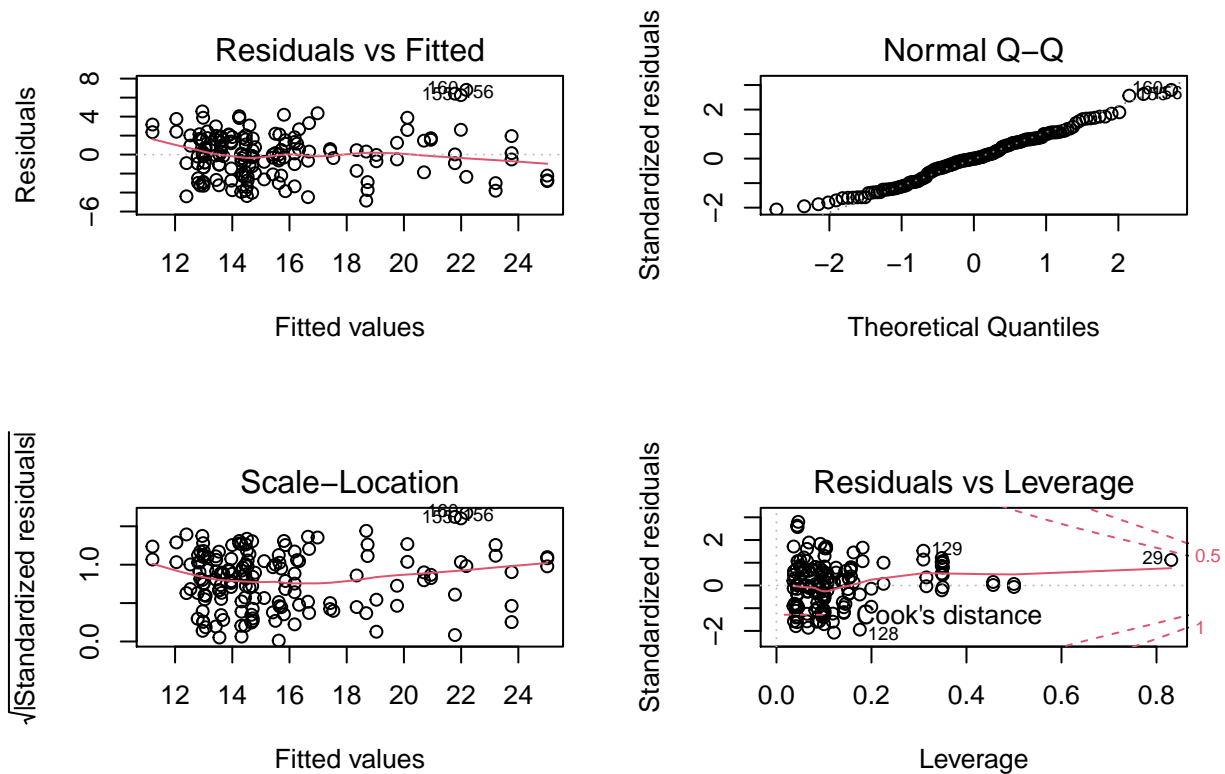 Residuals vs Fitted
Residuals
8
4
0
−6
160
153
156
12 14 16 18 20 22 24
Fitted values
Normal Q−Q
Standardized residuals
2
0
−2
−2 −1 0 1 2
Theoretical Quantiles
Scale−Location
√|Standardized residuals|
1.0
0.0
156
12 14 16 18 20 22 24
Fitted values
Residuals vs Leverage
Standardized residuals
2
0
−2
129
29
0.5
Cook's distance
128
1
0.0 0.2 0.4 0.6 0.8
Leverage